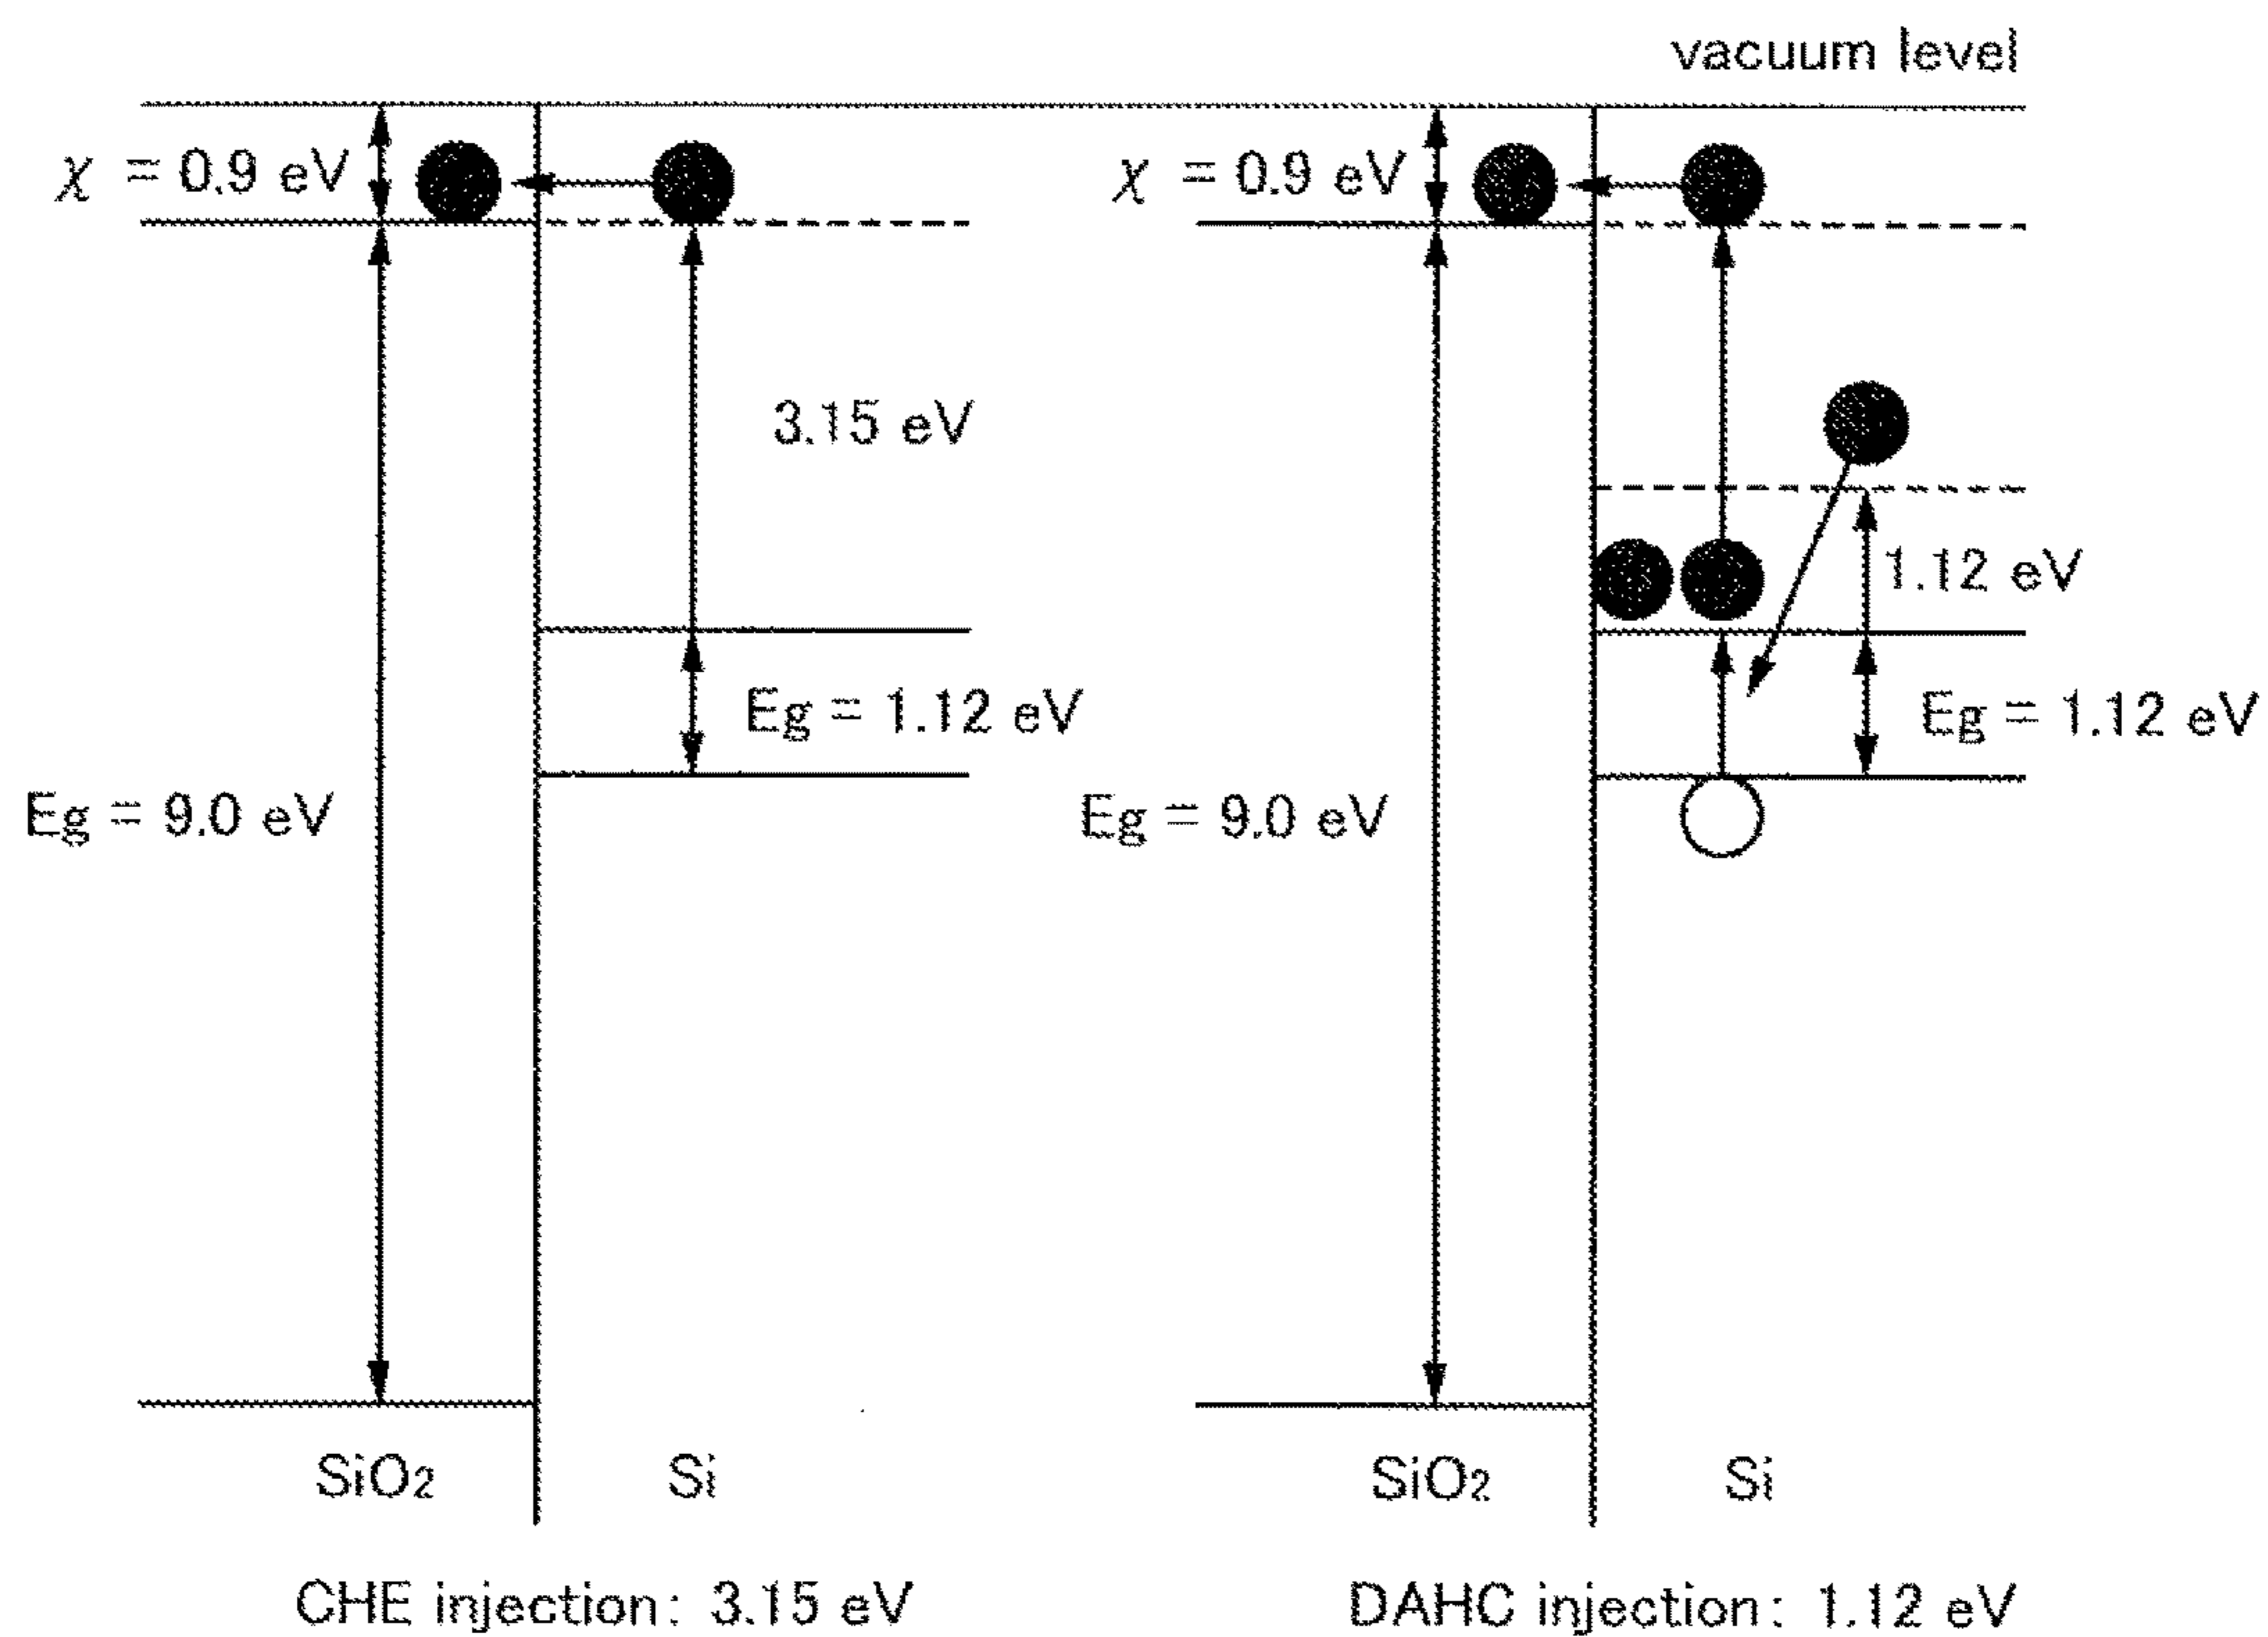 vacuum level
χ = 0.9 eV
χ = 0.9 eV
3.15 eV
1.12 eV
Eg = 1.12 eV
Eg = 1.12 eV
Eg = 9.0 eV
Eg = 9.0 eV
SiO2
Si
SiO2
Si
CHE injection: 3.15 eV
DAHC injection: 1.12 eV